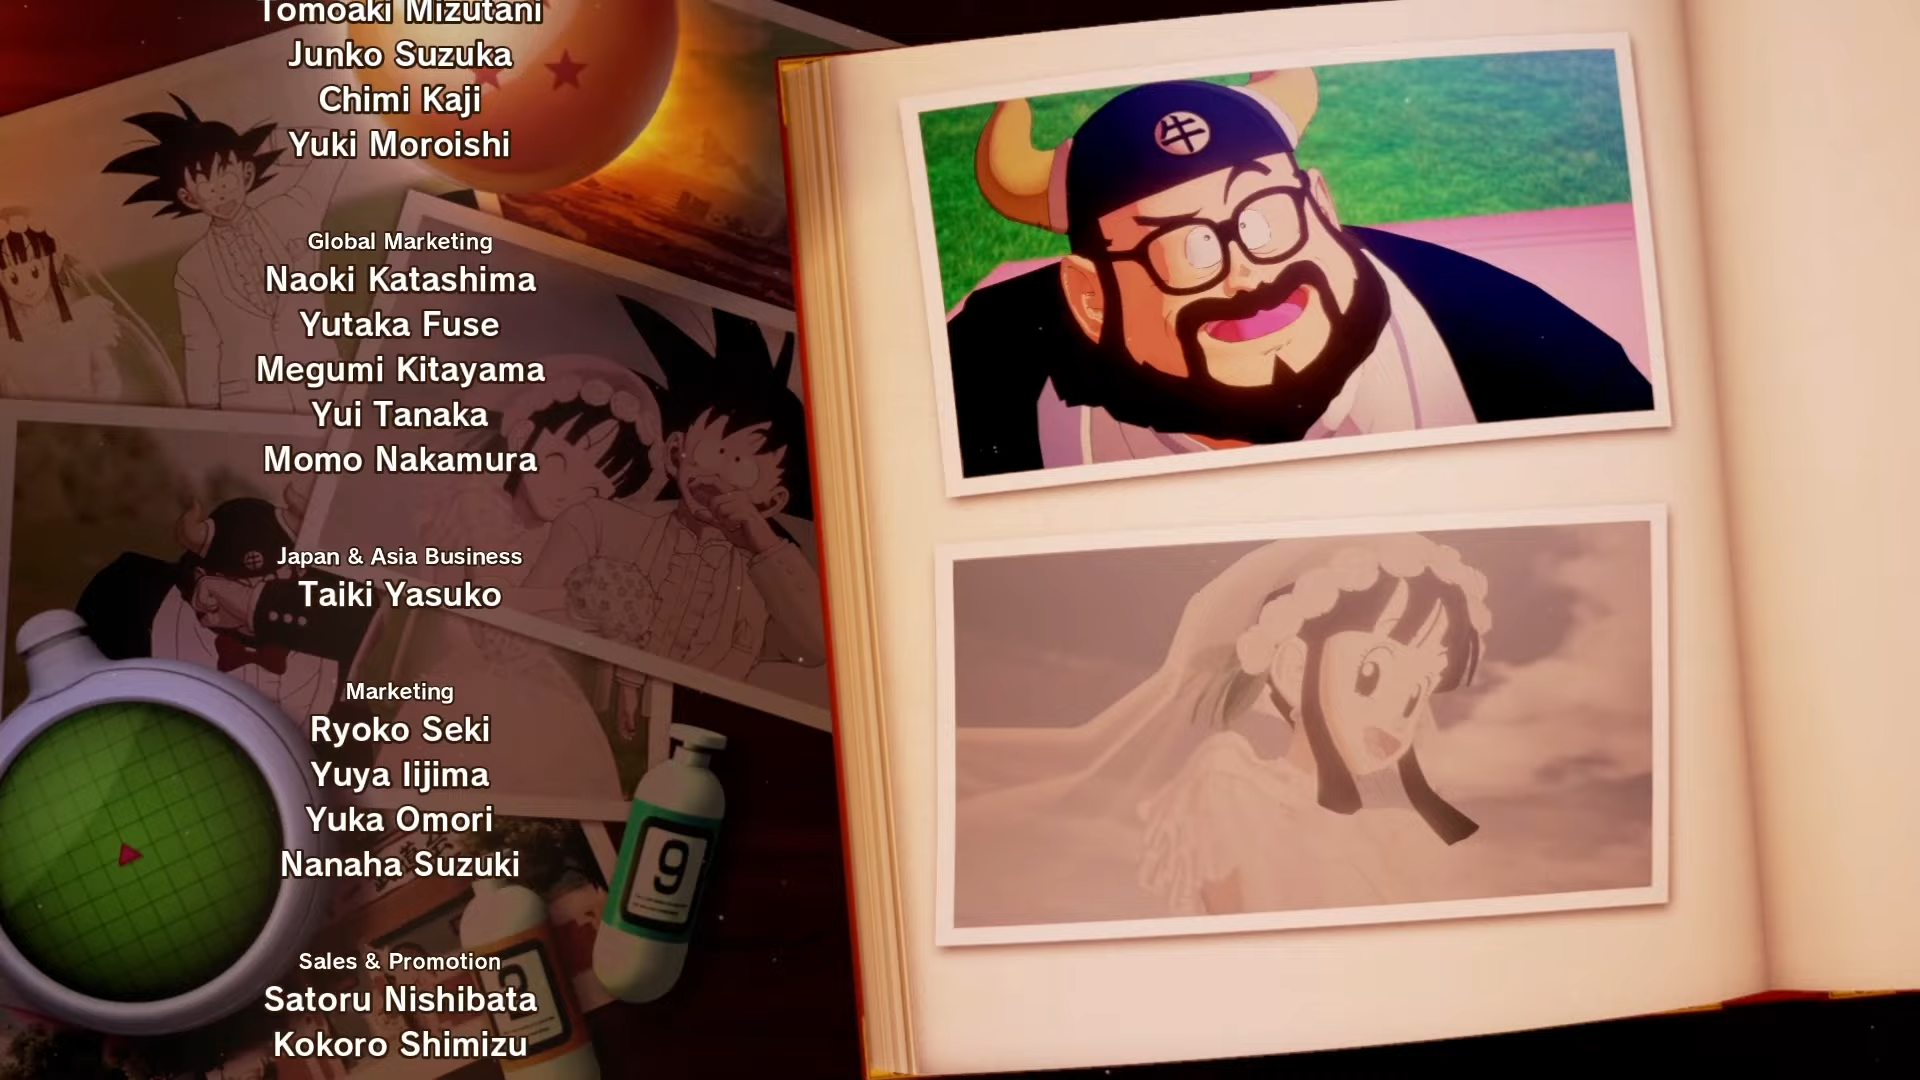 Tomoaki Mizutani
Junko Suzuka
Chimi Kaji
Yuki Moroishi
Global Marketing
Naoki Katashima
Yutaka Fuse
Megumi Kitayama
Yui Tanaka
Momo Nakamura
Japan & Asia Business
Taiki Yasuko
Marketing
Ryoko Seki
Yuya Iijima
Yuka Omori
Nanaha Suzuki
Sales & Promotion
Satoru Nishibata
Kokoro Shimizu
牛
9